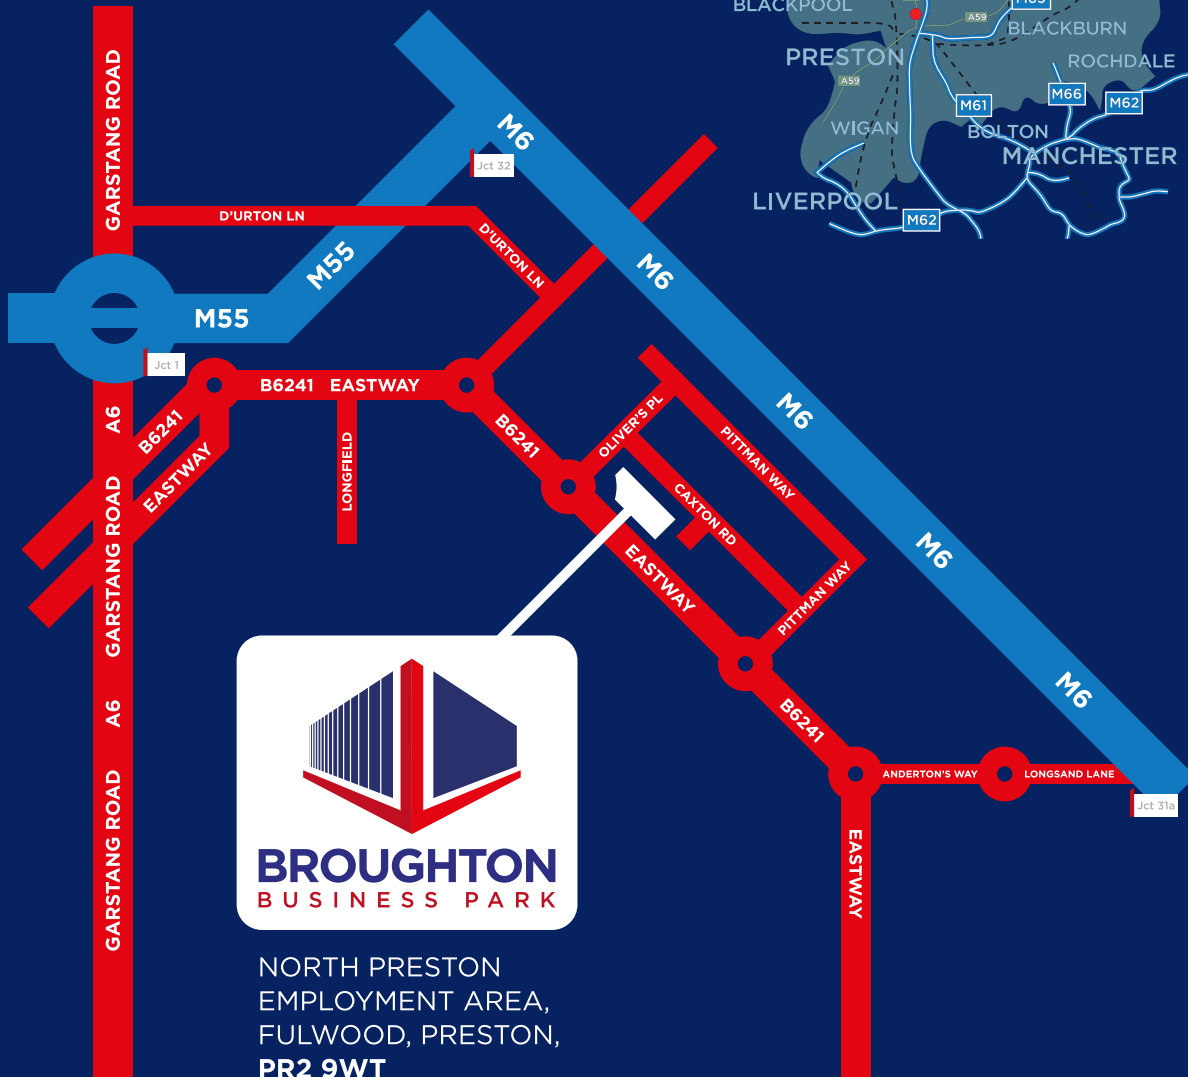 BLACKPOOL
M65
A59
BLACKBURN
PRESTON
ROCHDALE
A59
M61
M66
M62
WIGAN
BOLTON
MANCHESTER
LIVERPOOL
M62
GARSTANG ROAD
M6
Jct 32
D'URTON LN
D'URTON LN
M55
M6
M55
Jct 1
B6241 EASTWAY
A6
B6241
EASTWAY
LONGFIELD
B6241
OLIVER'S PL
PITTMAN WAY
M6
CAXTON RD
GARSTANG ROAD
EASTWAY
PITTMAN WAY
M6
A6
B6241
M6
ANDERTON'S WAY
LONGSAND LANE
Jct 31a
GARSTANG ROAD
EASTWAY
BROUGHTON
BUSINESS PARK
NORTH PRESTON
EMPLOYMENT AREA,
FULWOOD, PRESTON,
PR2 9WT